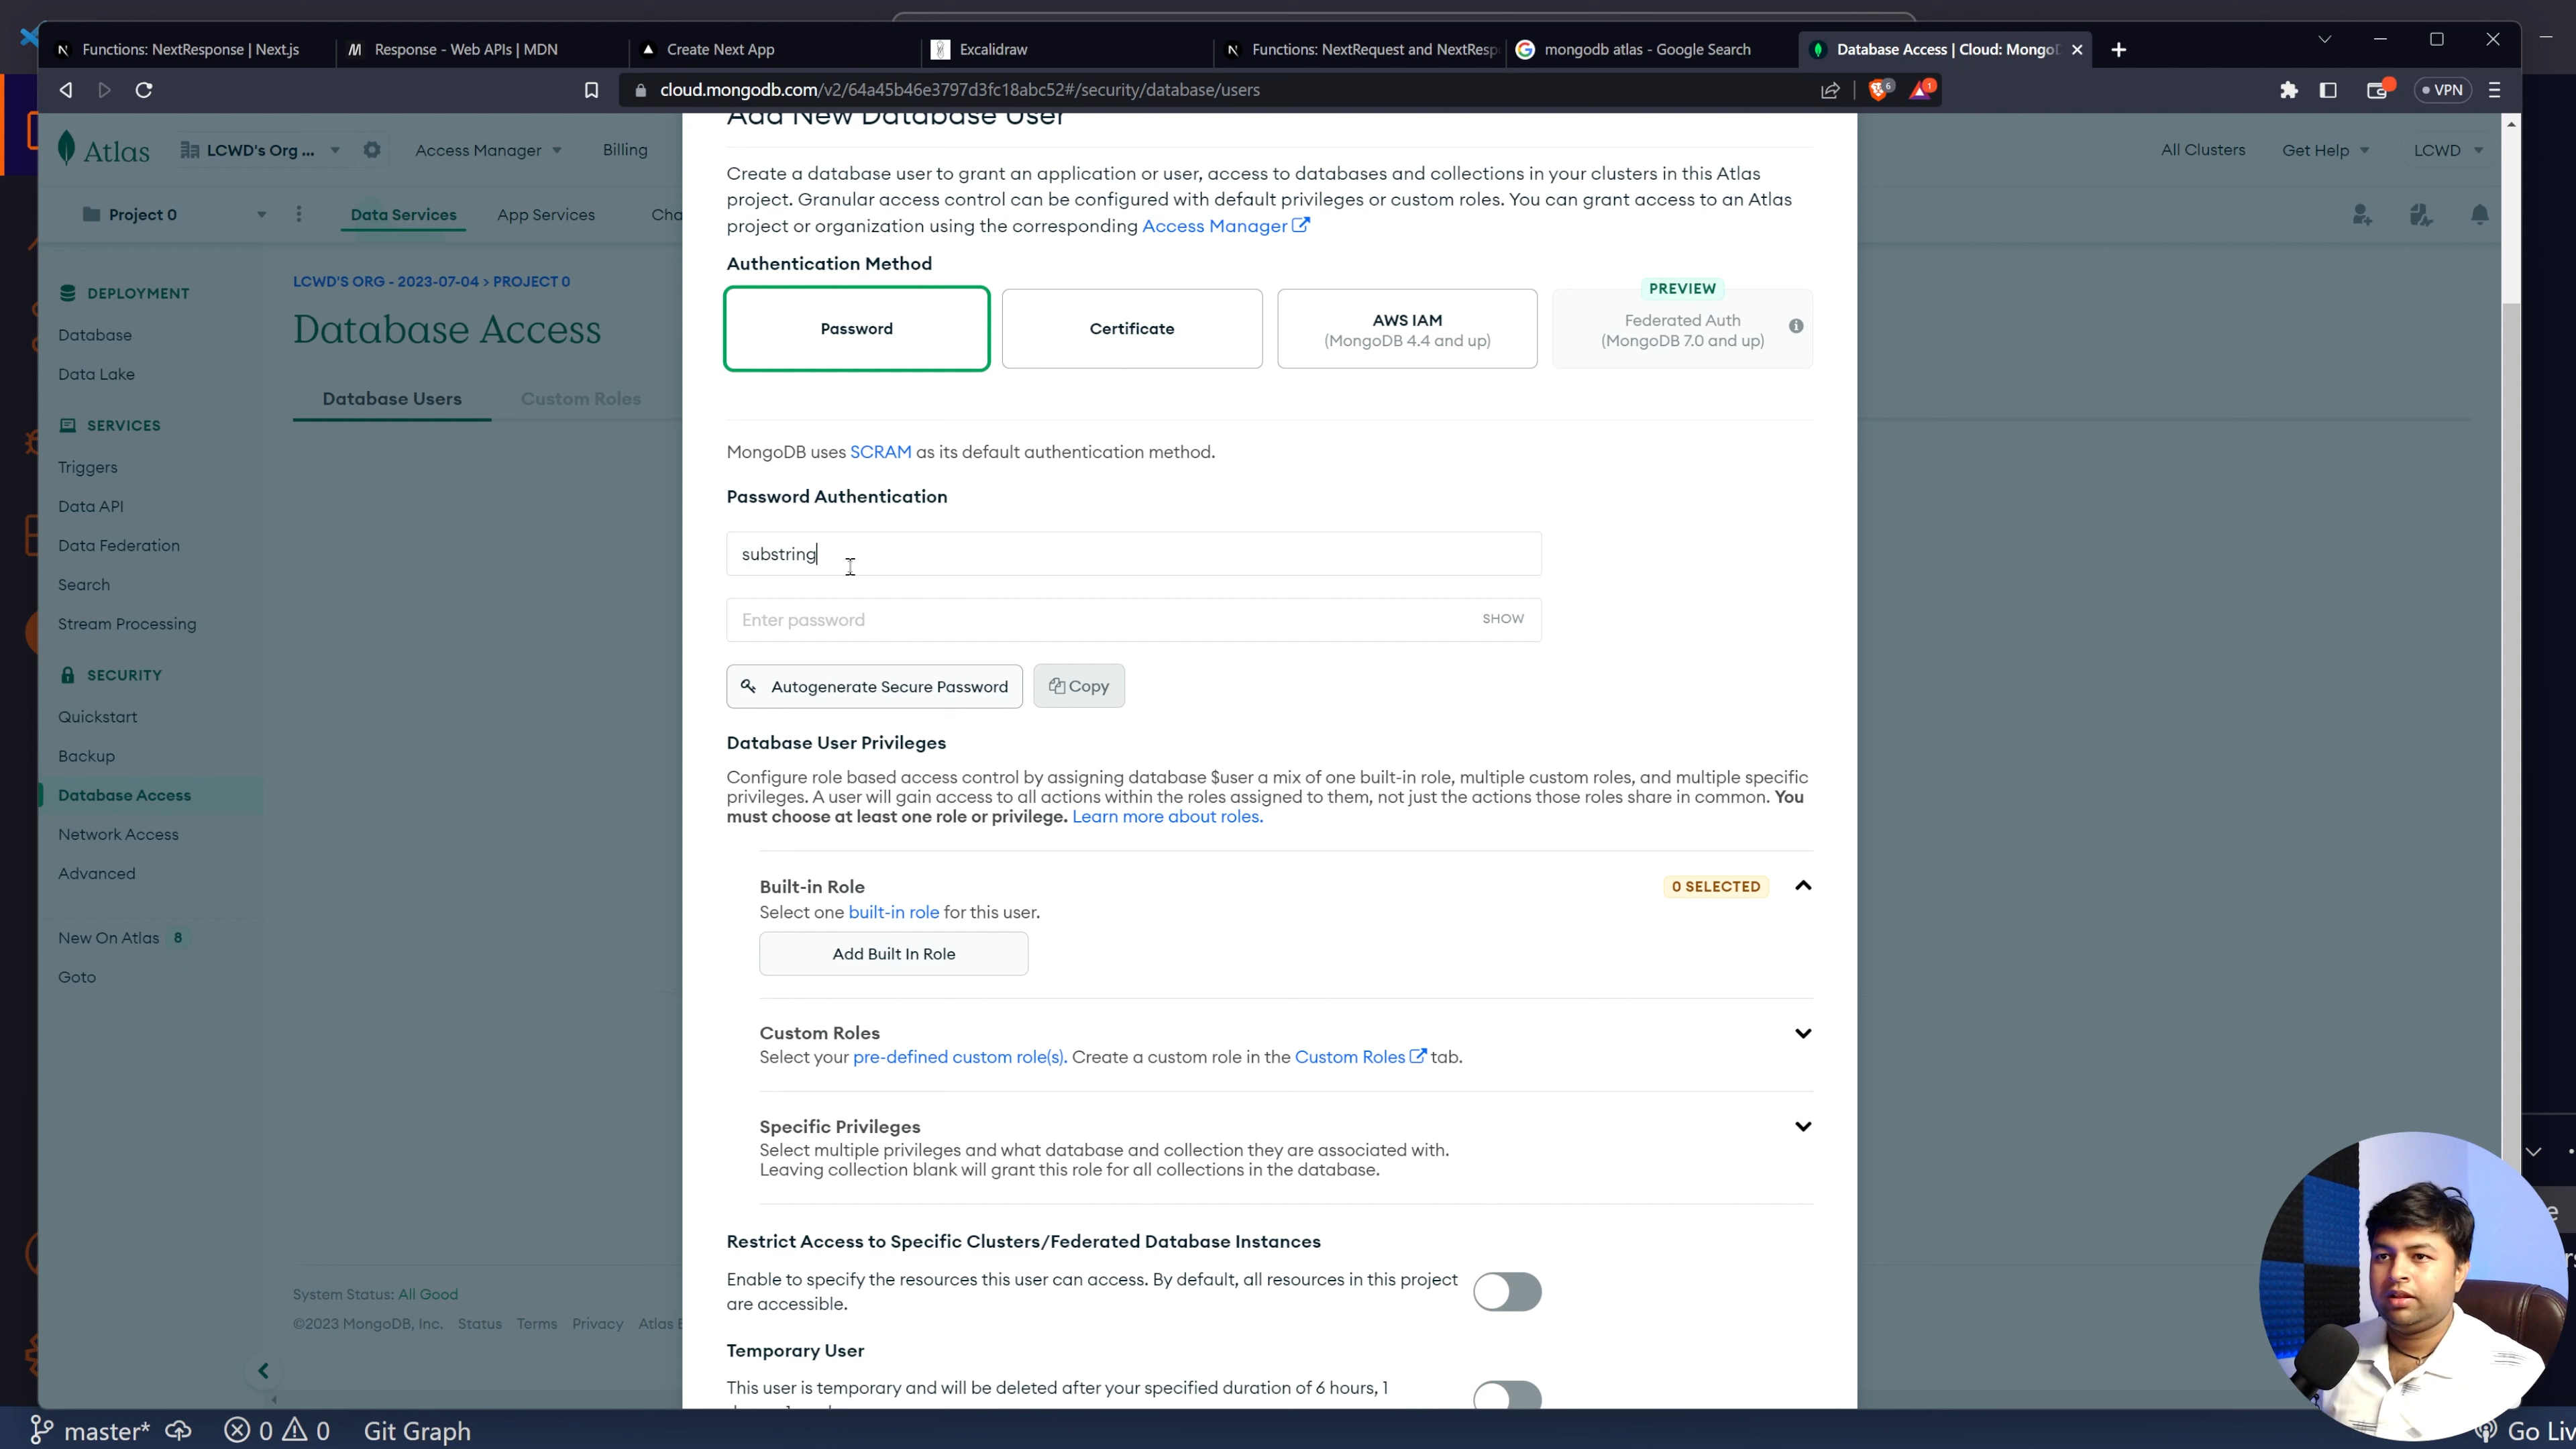 Functions: NextResponse | Next.js
Response - Web APIs | MDN
Create Next App
Excalidraw
Functions: NextRequest and NextResp
mongodb atlas - Google Search
Database Access | Cloud: Mongo
cloud.mongodb.com/v2/64a45b46e3797d3fc18abc52#/security/database/users
6
1
VPN
Atlas
LCWD's Org ...
Access Manager
Billing
All Clusters
Get Help
LCWD
Project 0
Data Services
App Services
Cha
DEPLOYMENT
Database
Data Lake
SERVICES
Triggers
Data API
Data Federation
Search
Stream Processing
SECURITY
Quickstart
Backup
Database Access
Network Access
Advanced
New On Atlas 8
Goto
LCWD'S ORG - 2023-07-04 > PROJECT 0
Database Access
Database Users
Custom Roles
System Status: All Good
©2023 MongoDB, Inc. Status Terms Privacy Atlas
Add New Database User
Create a database user to grant an application or user, access to databases and collections in your clusters in this Atlas
project. Granular access control can be configured with default privileges or custom roles. You can grant access to an Atlas
project or organization using the corresponding Access Manager
Authentication Method
Password
Certificate
AWS IAM
(MongoDB 4.4 and up)
PREVIEW
Federated Auth
(MongoDB 7.0 and up)
MongoDB uses SCRAM as its default authentication method.
Password Authentication
substring
Enter password
SHOW
Autogenerate Secure Password
Copy
Database User Privileges
Configure role based access control by assigning database $user a mix of one built-in role, multiple custom roles, and multiple specific
privileges. A user will gain access to all actions within the roles assigned to them, not just the actions those roles share in common. You
must choose at least one role or privilege. Learn more about roles.
Built-in Role
0 SELECTED
Select one built-in role for this user.
Add Built In Role
Custom Roles
Select your pre-defined custom role(s). Create a custom role in the Custom Roles tab.
Specific Privileges
Select multiple privileges and what database and collection they are associated with.
Leaving collection blank will grant this role for all collections in the database.
Restrict Access to Specific Clusters/Federated Database Instances
Enable to specify the resources this user can access. By default, all resources in this project
are accessible.
Temporary User
This user is temporary and will be deleted after your specified duration of 6 hours, 1
master*
0
0
Git Graph
Go Liv